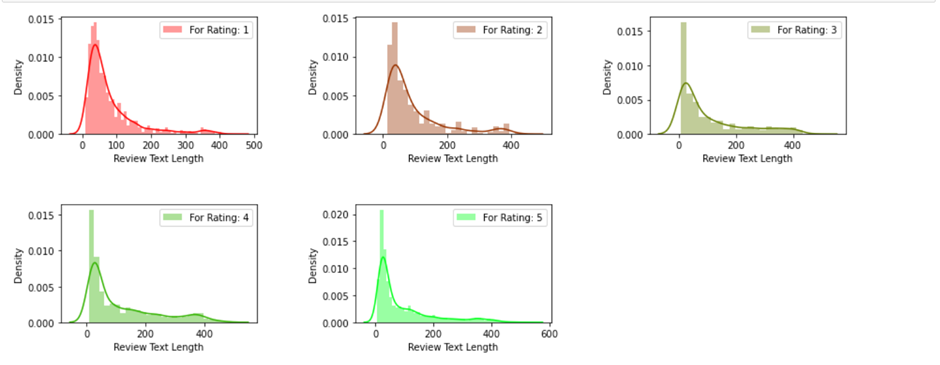 For Rating: 1
0.015
0.010
0.005
0.000
Density
0 100 200 300 400 500
Review Text Length
For Rating: 2
0.015
0.010
0.005
0.000
Density
0 200 400
Review Text Length
For Rating: 3
0.015
0.010
0.005
0.000
Density
0 200 400
Review Text Length
For Rating: 4
0.015
0.010
0.005
0.000
Density
0 200 400
Review Text Length
For Rating: 5
0.020
0.015
0.010
0.005
0.000
Density
0 200 400 600
Review Text Length